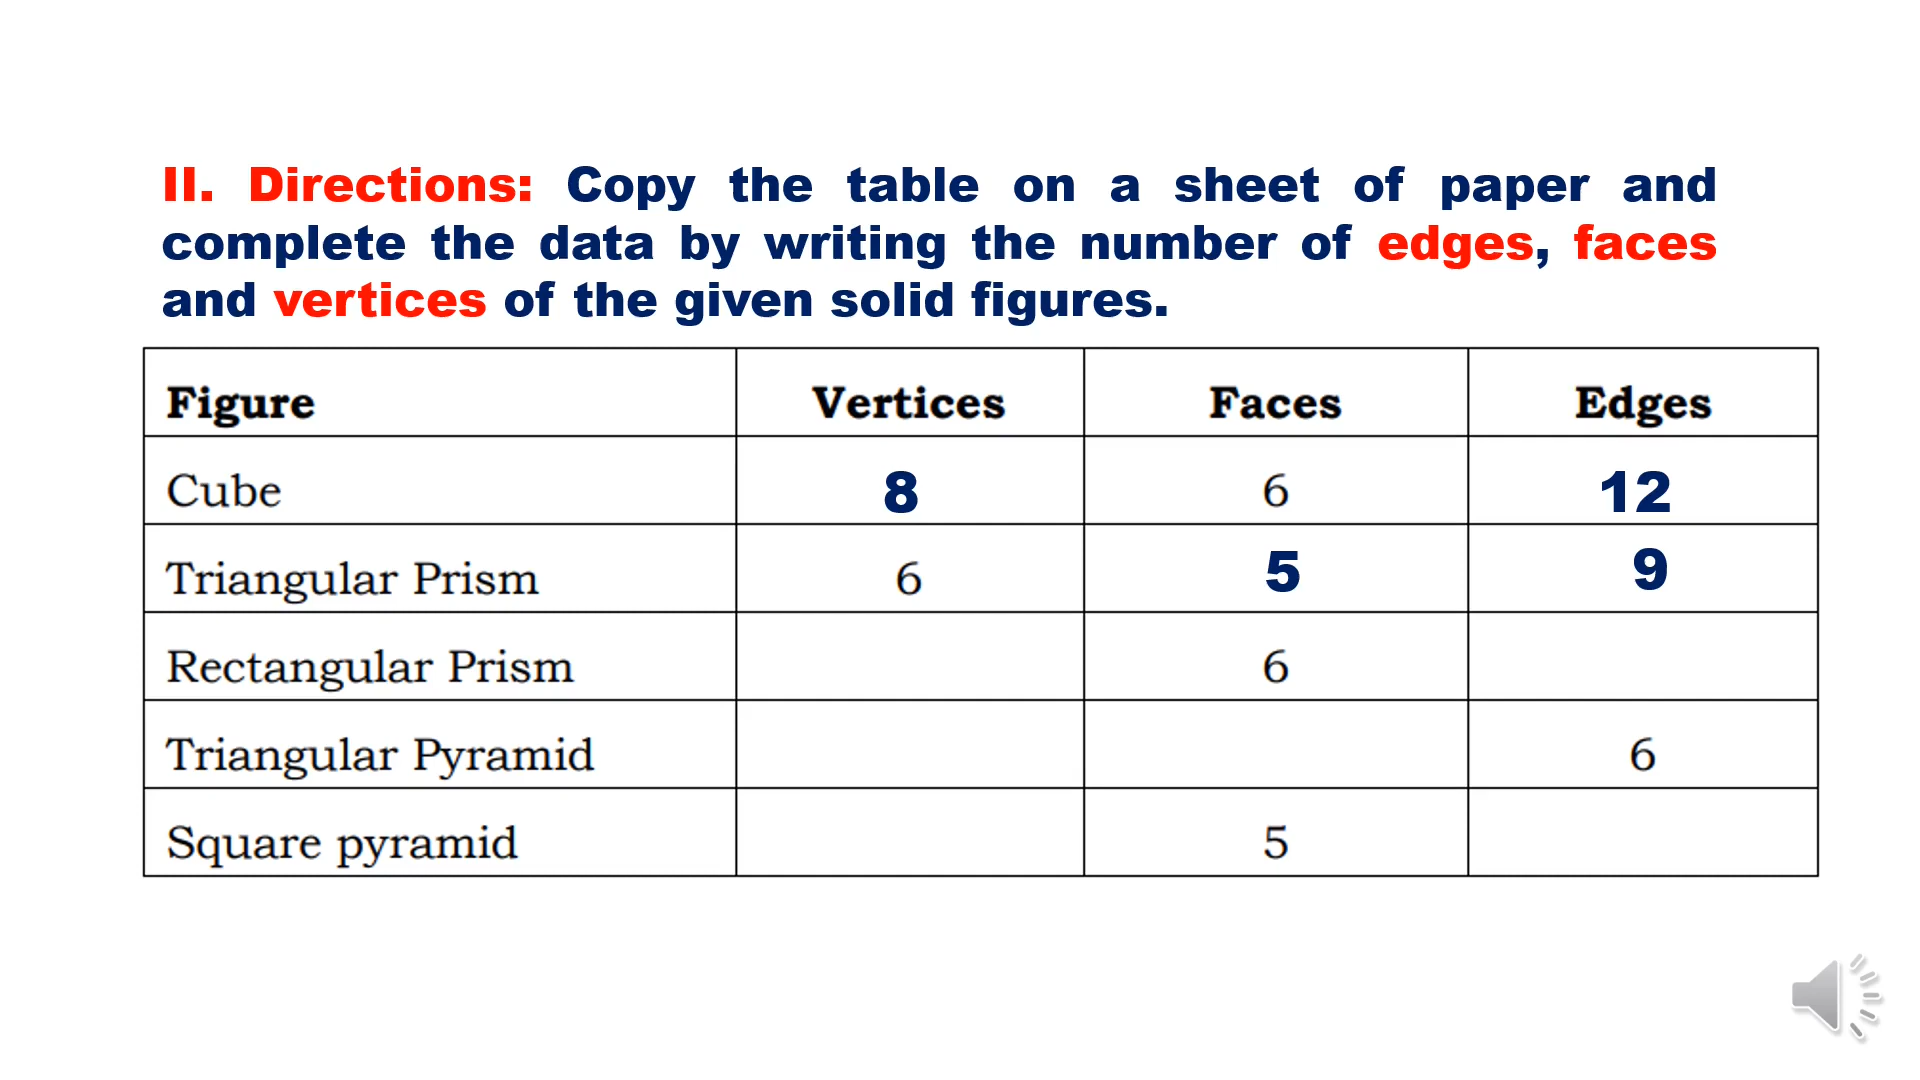 II. Directions: Copy the table on a sheet of paper and
complete the data by writing the number of edges, faces
and vertices of the given solid figures.
Figure Vertices Faces Edges
Cube 8 6 12
Triangular Prism 6 5 9
Rectangular Prism 6
Triangular Pyramid 6
Square pyramid 5